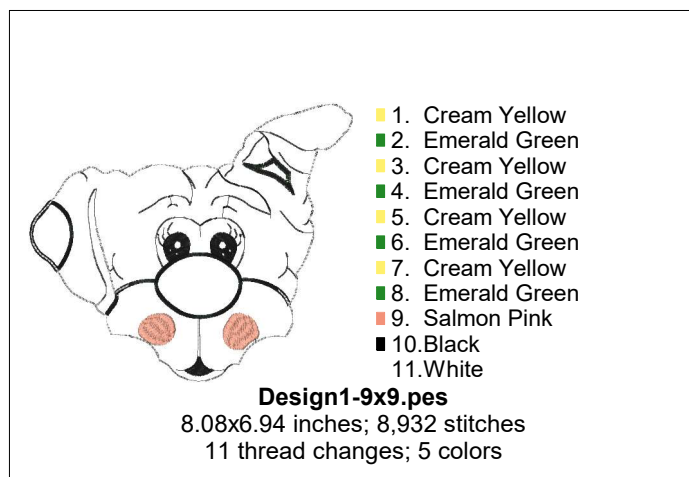 1. Cream Yellow
2. Emerald Green
3. Cream Yellow
4. Emerald Green
5. Cream Yellow
6. Emerald Green
7. Cream Yellow
8. Emerald Green
9. Salmon Pink
10.Black
11.White
Design1-9x9.pes
8.08x6.94 inches; 8,932 stitches
11 thread changes; 5 colors